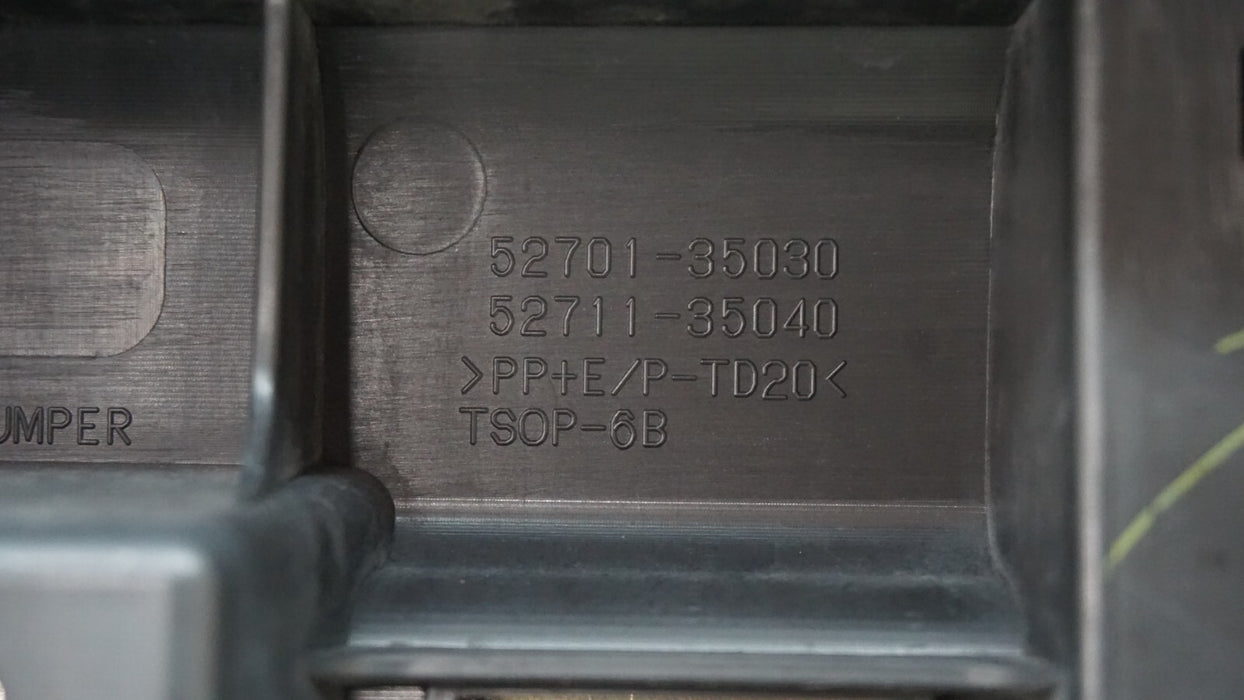 52701-35030
52711-35040
>PP+E/P-TD20<
TSOP-6B
UMPER